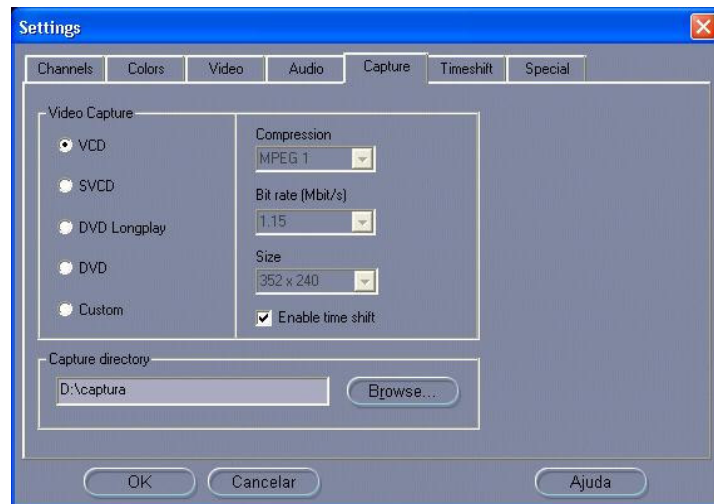 Settings
Channels Colors Video Audio Capture Timeshift Special
Video Capture
VCD
SVCD
DVD Longplay
DVD
Custom
Compression
MPEG 1
Bit rate (Mbit/s)
1.15
Size
352 x 240
Enable time shift
Capture directory
D:\captura
Browse...
OK Cancelar Ajuda